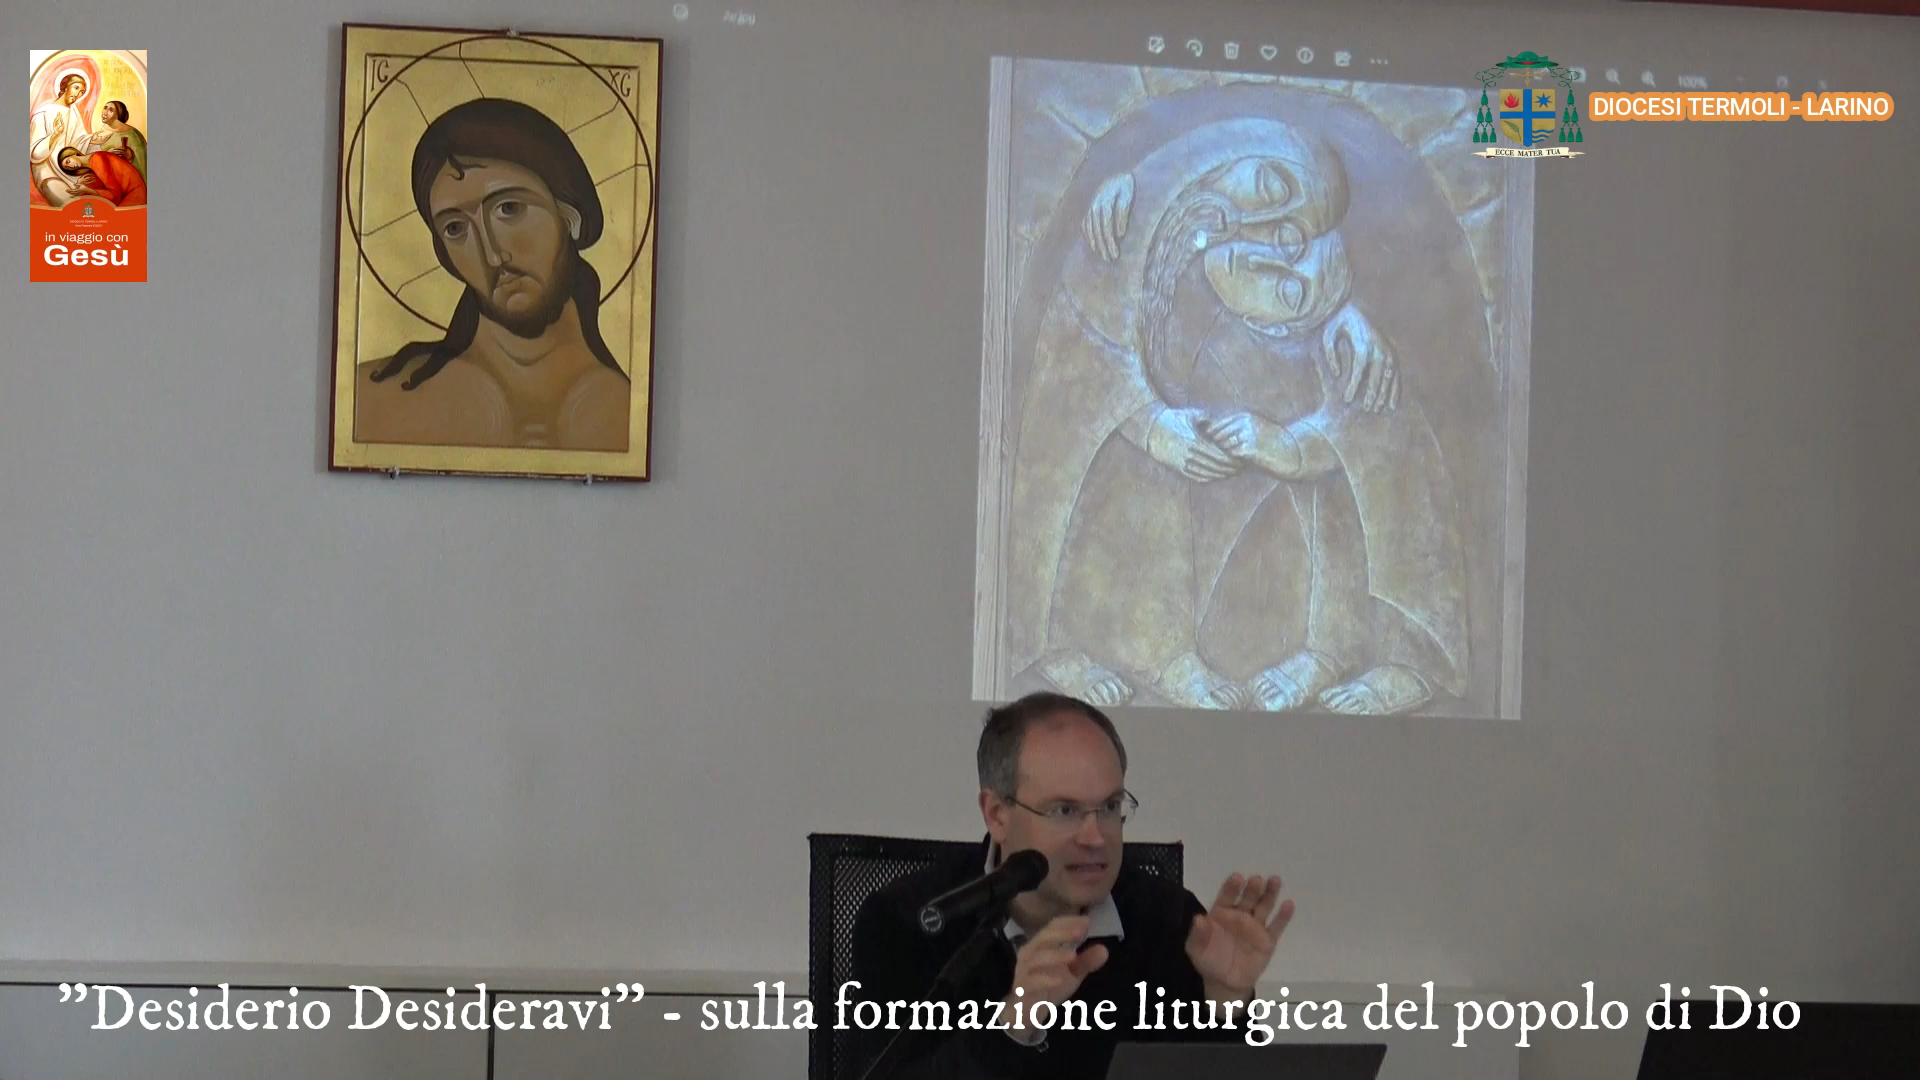 IC
XC
in viaggio con
Gesù
100%
ECCE MATER TUA
DIOCESI TERMOLI - LARINO
"Desiderio Desideravi" - sulla formazione liturgica del popolo di Dio